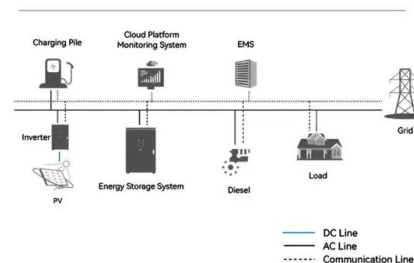 Charging Pile
Cloud Platform
Monitoring System
EMS
Grid
Inverter
PV
Energy Storage System
Diesel
Load
DC Line
AC Line
Communication Line